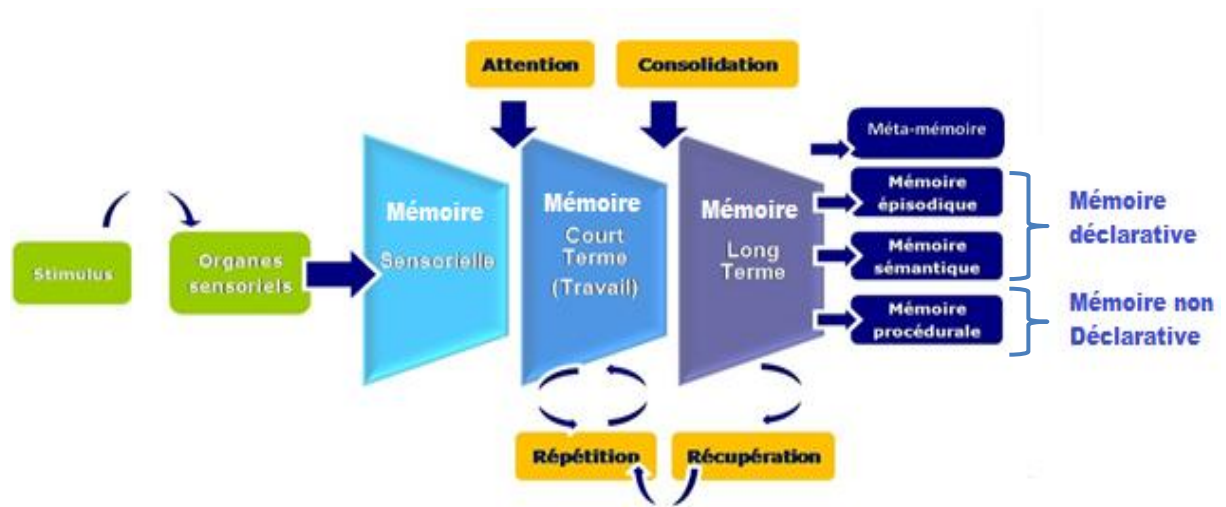 Attention
Consolidation
Méta-mémoire
Mémoire
épisodique
Mémoire
sémantique
Mémoire
procédurale
Mémoire
déclarative
Mémoire non
Déclarative
Stimulus
Organes
sensoriels
Mémoire
Sensorielle
Mémoire
Court
Terme
(Travail)
Mémoire
Long
Terme
Répétition
Récupération